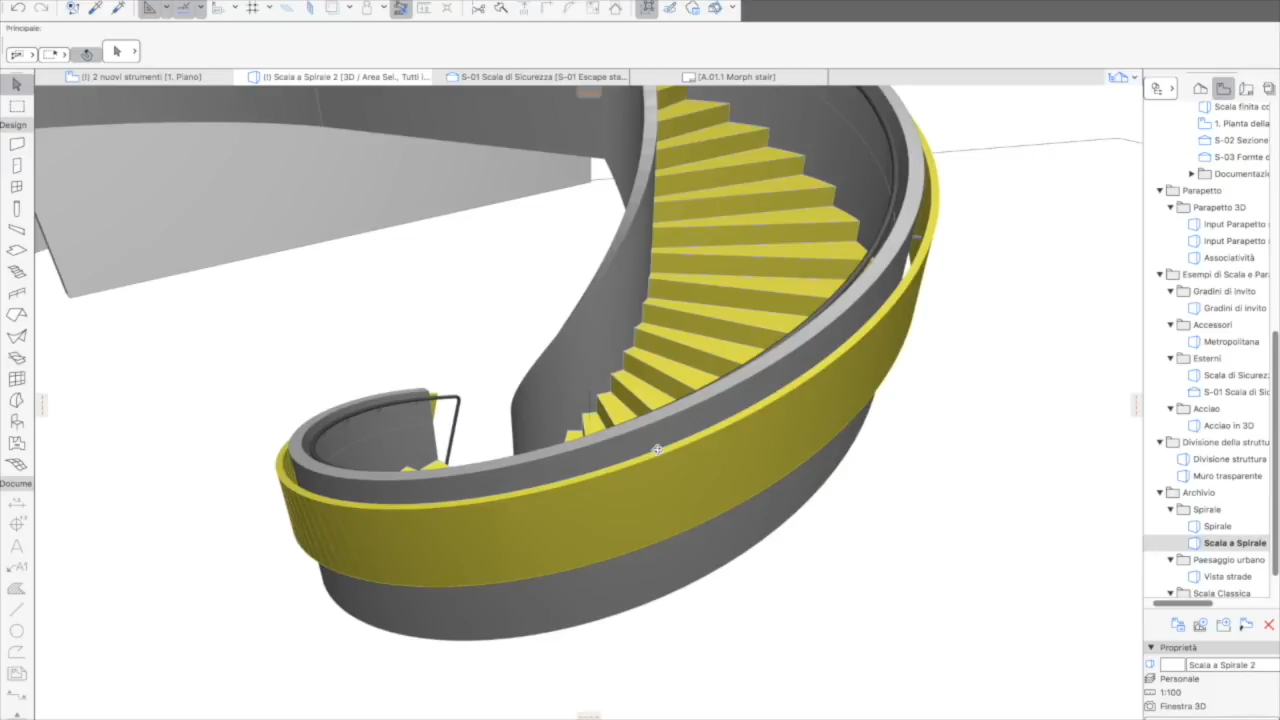 Principale:
(!) 2 nuovi strumenti [1. Piano]
(!) Scala a Spirale 2 [3D / Area Sel., Tutti i...
S-01 Scala di Sicurezza [S-01 Escape sta...
[A.01.1 Morph stair]
Design
Docume
A
A1
Scala finita co
1. Pianta della
S-02 Sezione
S-03 Fornte d
Documentazio
Parapetto
Parapetto 3D
Input Parapetto
Input Parapetto
Associatività
Esempi di Scala e Par
Gradini di invito
Gradini di invito
Accessori
Metropolitana
Esterni
Scala di Sicurez
S-01 Scala di Sic
Acciao
Acciao in 3D
Divisione della struttu
Divisione struttura
Muro trasparente
Archivio
Spirale
Spirale
Scala a Spirale
Paesaggio urbano
Vista strade
Scala Classica
Proprietà
Scala a Spirale 2
Personale
1:100
Finestra 3D